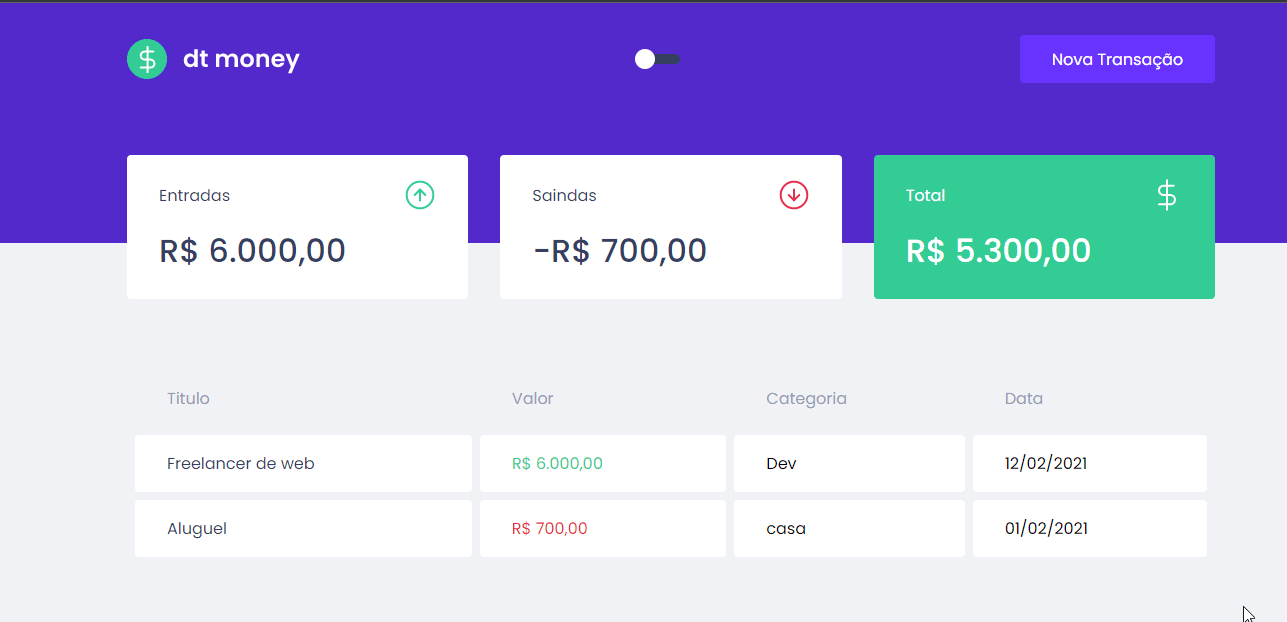 $ dt money
Nova Transação
Entradas
R$ 6.000,00
Saindas
-R$ 700,00
Total $
R$ 5.300,00
Titulo Valor Categoria Data
Freelancer de web R$ 6.000,00 Dev 12/02/2021
Aluguel R$ 700,00 casa 01/02/2021